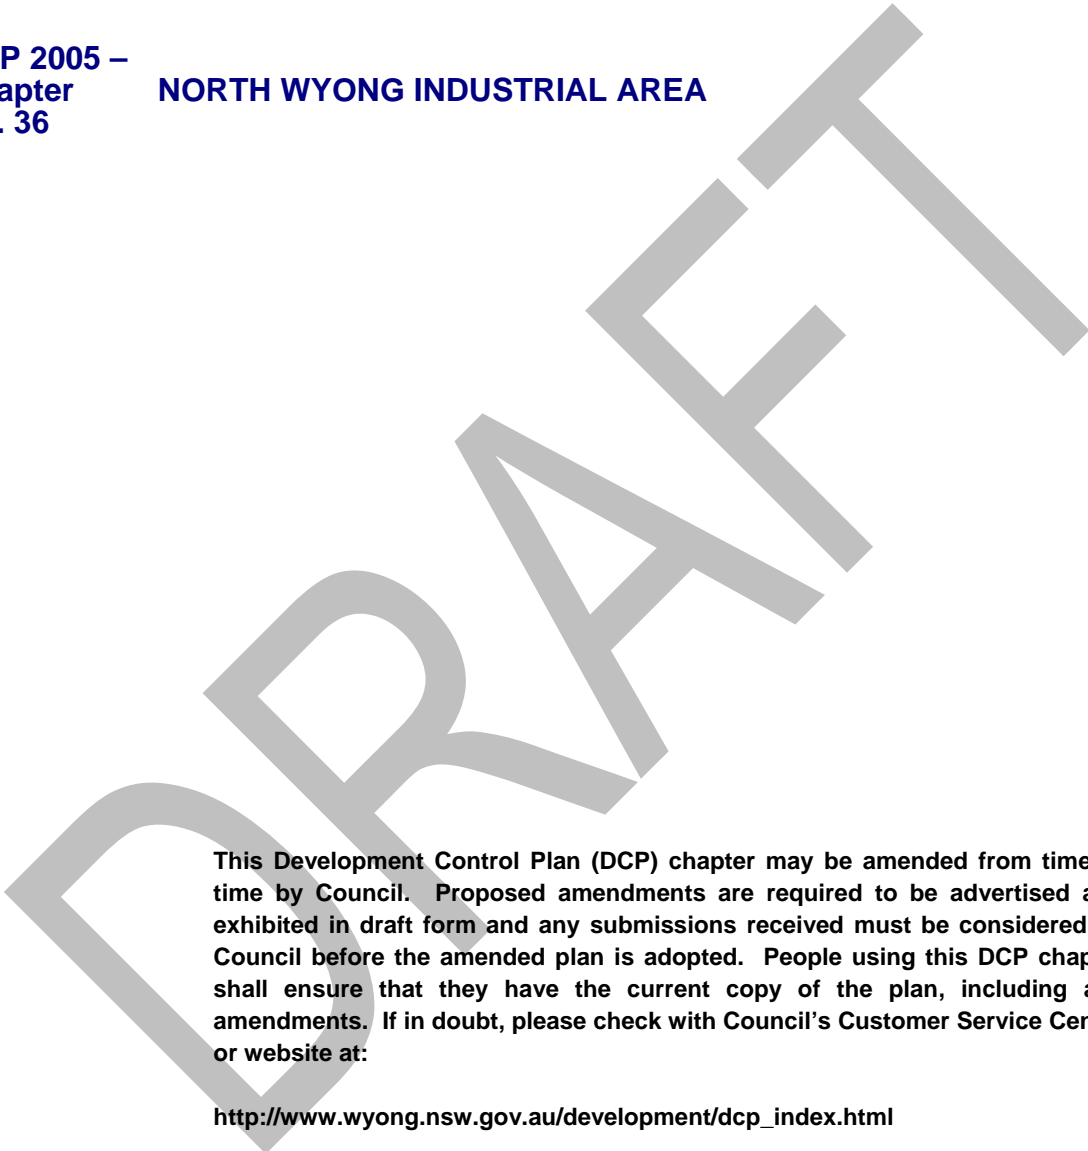 P 2005 –
apter
. 36
NORTH WYONG INDUSTRIAL AREA
DRAFT
This Development Control Plan (DCP) chapter may be amended from time
time by Council. Proposed amendments are required to be advertised a
exhibited in draft form and any submissions received must be considered
Council before the amended plan is adopted. People using this DCP chap
shall ensure that they have the current copy of the plan, including a
amendments. If in doubt, please check with Council's Customer Service Cen
or website at:
http://www.wyong.nsw.gov.au/development/dcp_index.html